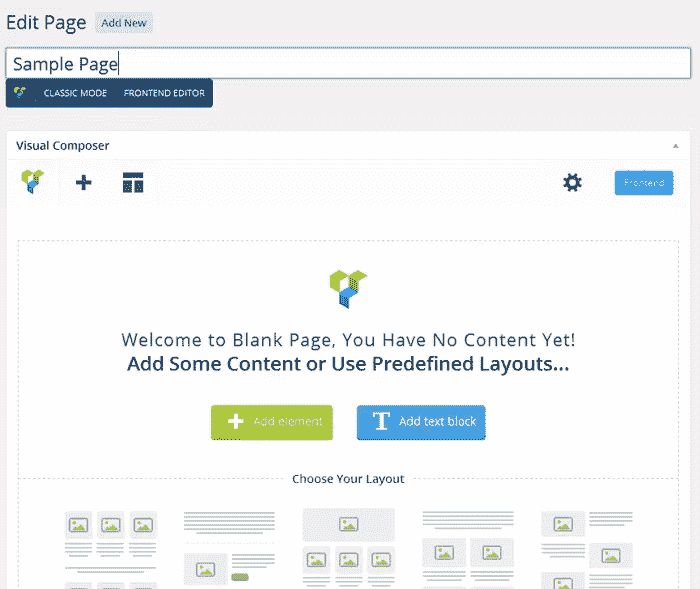 Edit Page Add New
Sample Page
CLASSIC MODE FRONTEND EDITOR
Visual Composer
Frontend
Welcome to Blank Page, You Have No Content Yet!
Add Some Content or Use Predefined Layouts...
Add element Add text block
Choose Your Layout